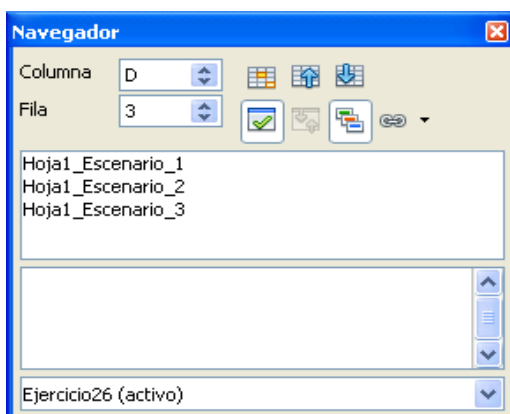 Navegador
Columna D
Fila 3
Hoja1_Escenario_1
Hoja1_Escenario_2
Hoja1_Escenario_3
Ejercicio26 (activo)